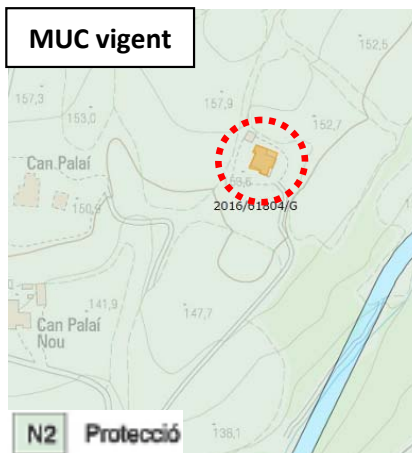 MUC vigent
152,5
157,3
153,0
157,9
152,7
Can Palaí
2016/61804/G
141,9
Can Palaí
Nou
147,7
N2 Protecció
138,1